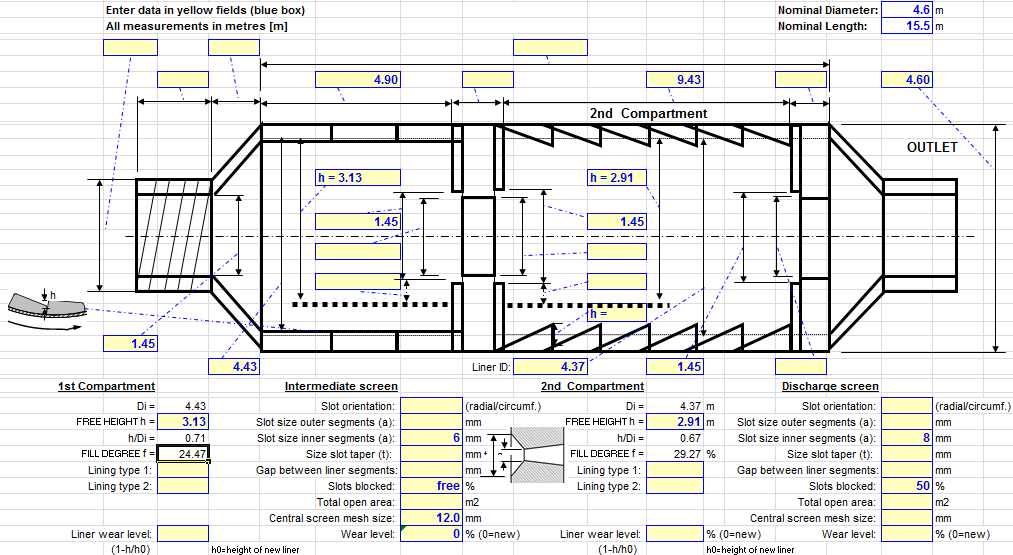 Enter data in yellow fields (blue box) Nominal Diameter: 4.6 m
All measurements in metres [m] Nominal Length: 15.5 m
4.90 9.43 4.60
2nd Compartment
OUTLET
h = 3.13 h = 2.91
1.45 1.45
h
h =
1.45
4.43 Liner ID: 4.37 1.45
1st Compartment Intermediate screen 2nd Compartment Discharge screen
Di = 4.43 Slot orientation: (radial/circumf.) Di = 4.37 m Slot orientation: (radial/circumf.)
FREE HEIGHT h = 3.13 Slot size outer segments (a): mm FREE HEIGHT h = 2.91 m Slot size outer segments (a): mm
h/Di = 0.71 Slot size inner segments (a): 6 mm h/Di = 0.67 Slot size inner segments (a): 8 mm
FILL DEGREE f = 24.47 Size slot taper (t): mm FILL DEGREE f = 29.27 % Size slot taper (t): mm
Lining type 1: Gap between liner segments: mm Lining type 1: Gap between liner segments: mm
Lining type 2: Slots blocked: free % Lining type 2: Slots blocked: 50 %
Total open area: m2 Total open area: m2
Central screen mesh size: 12.0 mm Central screen mesh size: mm
Liner wear level: Wear level: 0 % (0=new) Liner wear level: % (0=new) Wear level: % (0=new)
(1-h/h0) h0=height of new liner (1-h/h0) h0=height of new liner